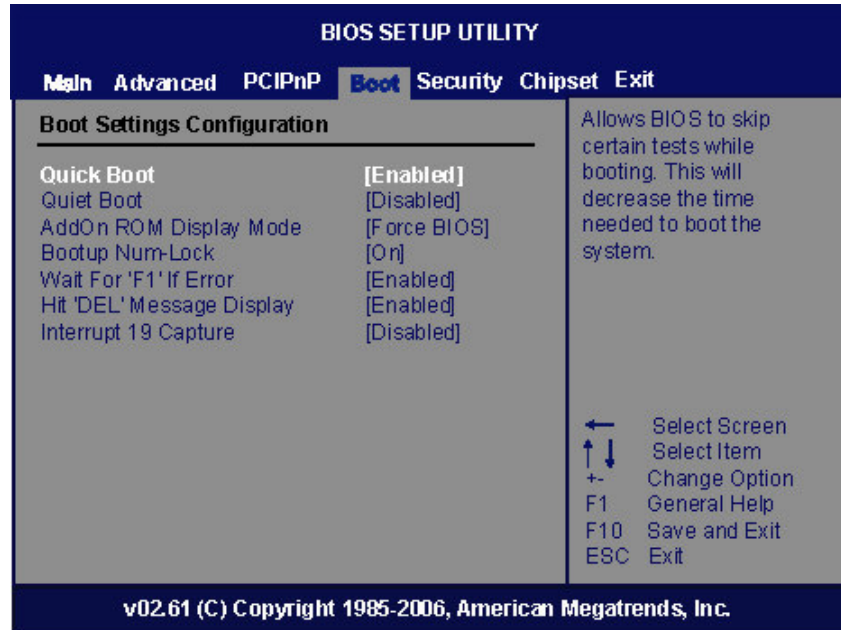 BIOS SETUP UTILITY
Main Advanced PCIPnP Boot Security Chipset Exit
Boot Settings Configuration
Quick Boot [Enabled]
Quiet Boot [Disabled]
AddOn ROM Display Mode [Force BIOS]
Bootup Num-Lock [On]
Wait For 'F1' If Error [Enabled]
Hit 'DEL' Message Display [Enabled]
Interrupt 19 Capture [Disabled]
Allows BIOS to skip
certain tests while
booting. This will
decrease the time
needed to boot the
system.
← Select Screen
↑↓ Select Item
+- Change Option
F1 General Help
F10 Save and Exit
ESC Exit
v02.61 (C) Copyright 1985-2006, American Megatrends, Inc.